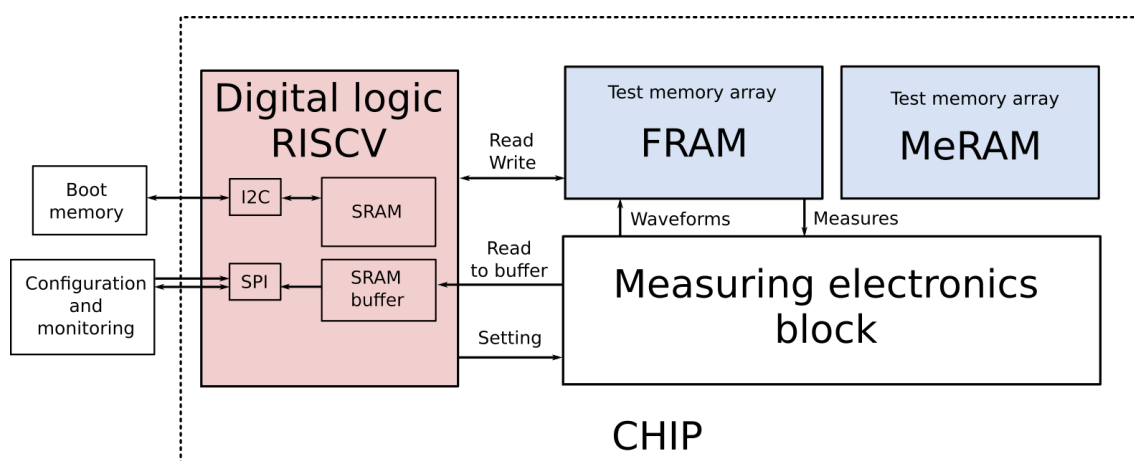 Digital logic
RISCV
I2C
SRAM
SPI
SRAM
buffer
Boot
memory
Configuration
and
monitoring
Read
Write
Read
to buffer
Setting
Test memory array
FRAM
Test memory array
MeRAM
Waveforms
Measures
Measuring electronics
block
CHIP